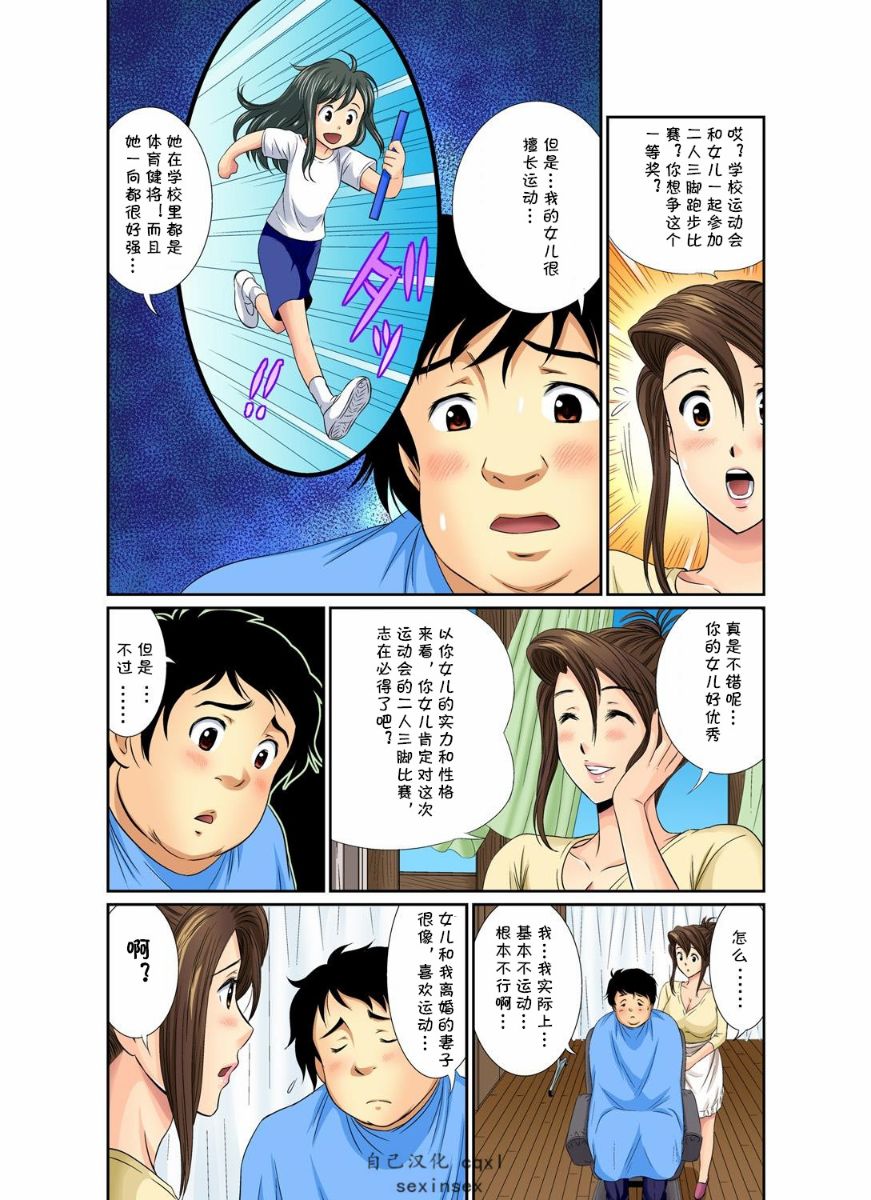 哎？学校运动会
和女儿一起参加
二人三脚跑步比
赛？你想争这个
一等奖？
但是…我的女儿很
擅长运动…
她在学校里都是
体育健将！而且
她一向都很好强…
ダッ!!
真是不错呢…
你的女儿好优秀
以你女儿的实力和性格
来看，你女儿肯定对这次
运动会的二人三脚比赛，
志在必得了吧？
但是…
不过……
怎么……
我…我实际上…
基本不运动…
根本不行啊…
女儿和我离婚的妻子
很像，喜欢运动…
啊？
自己汉化 cqxl
sexinsex